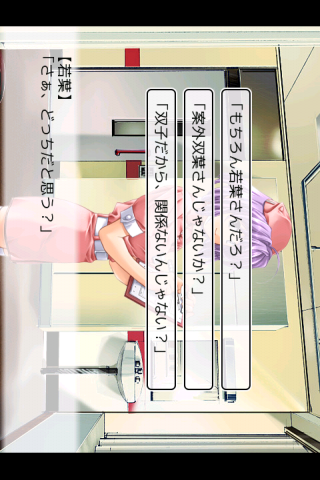 「もちろん若葉さんだろ？」
「案外双葉さんじゃないか？」
「双子だから、関係ないんじゃない？」
【若葉】
「さぁ、どっちだと思う？」